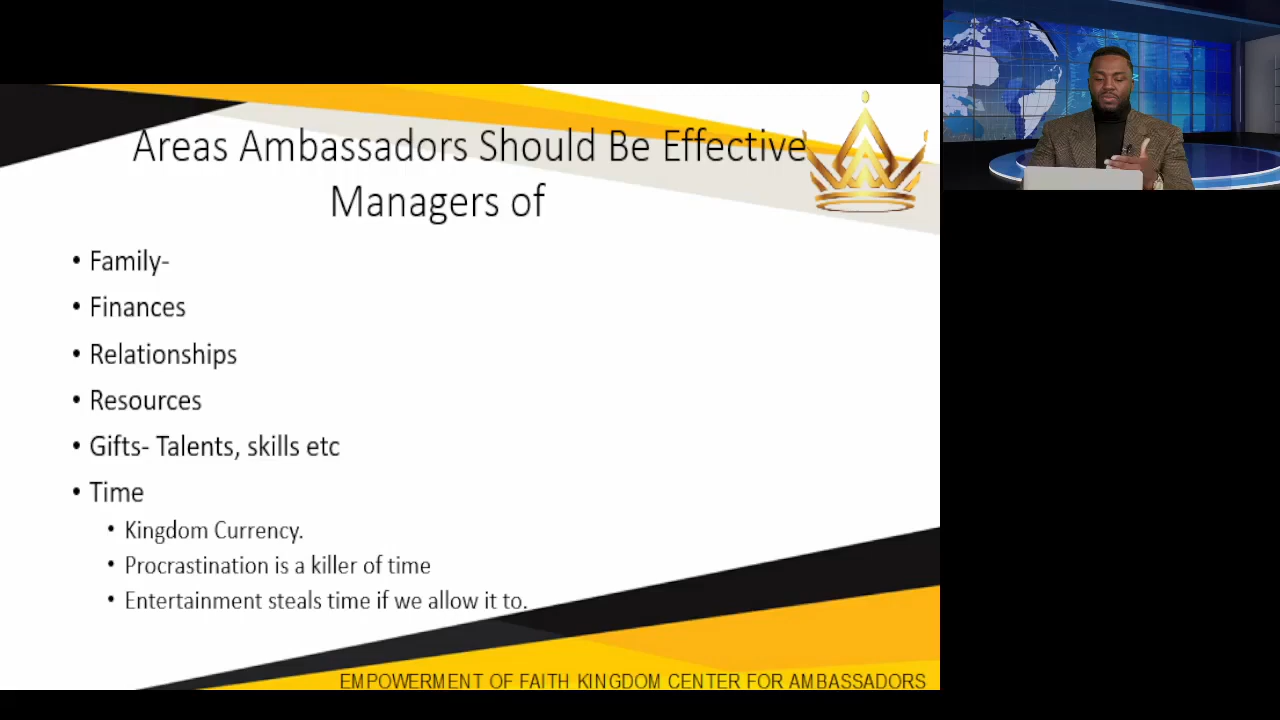 Areas Ambassadors Should Be Effective
Managers of
• Family-
• Finances
• Relationships
• Resources
• Gifts- Talents, skills etc
• Time
• Kingdom Currency.
• Procrastination is a killer of time
• Entertainment steals time if we allow it to.
EMPOWERMENT OF FAITH KINGDOM CENTER FOR AMBASSADORS